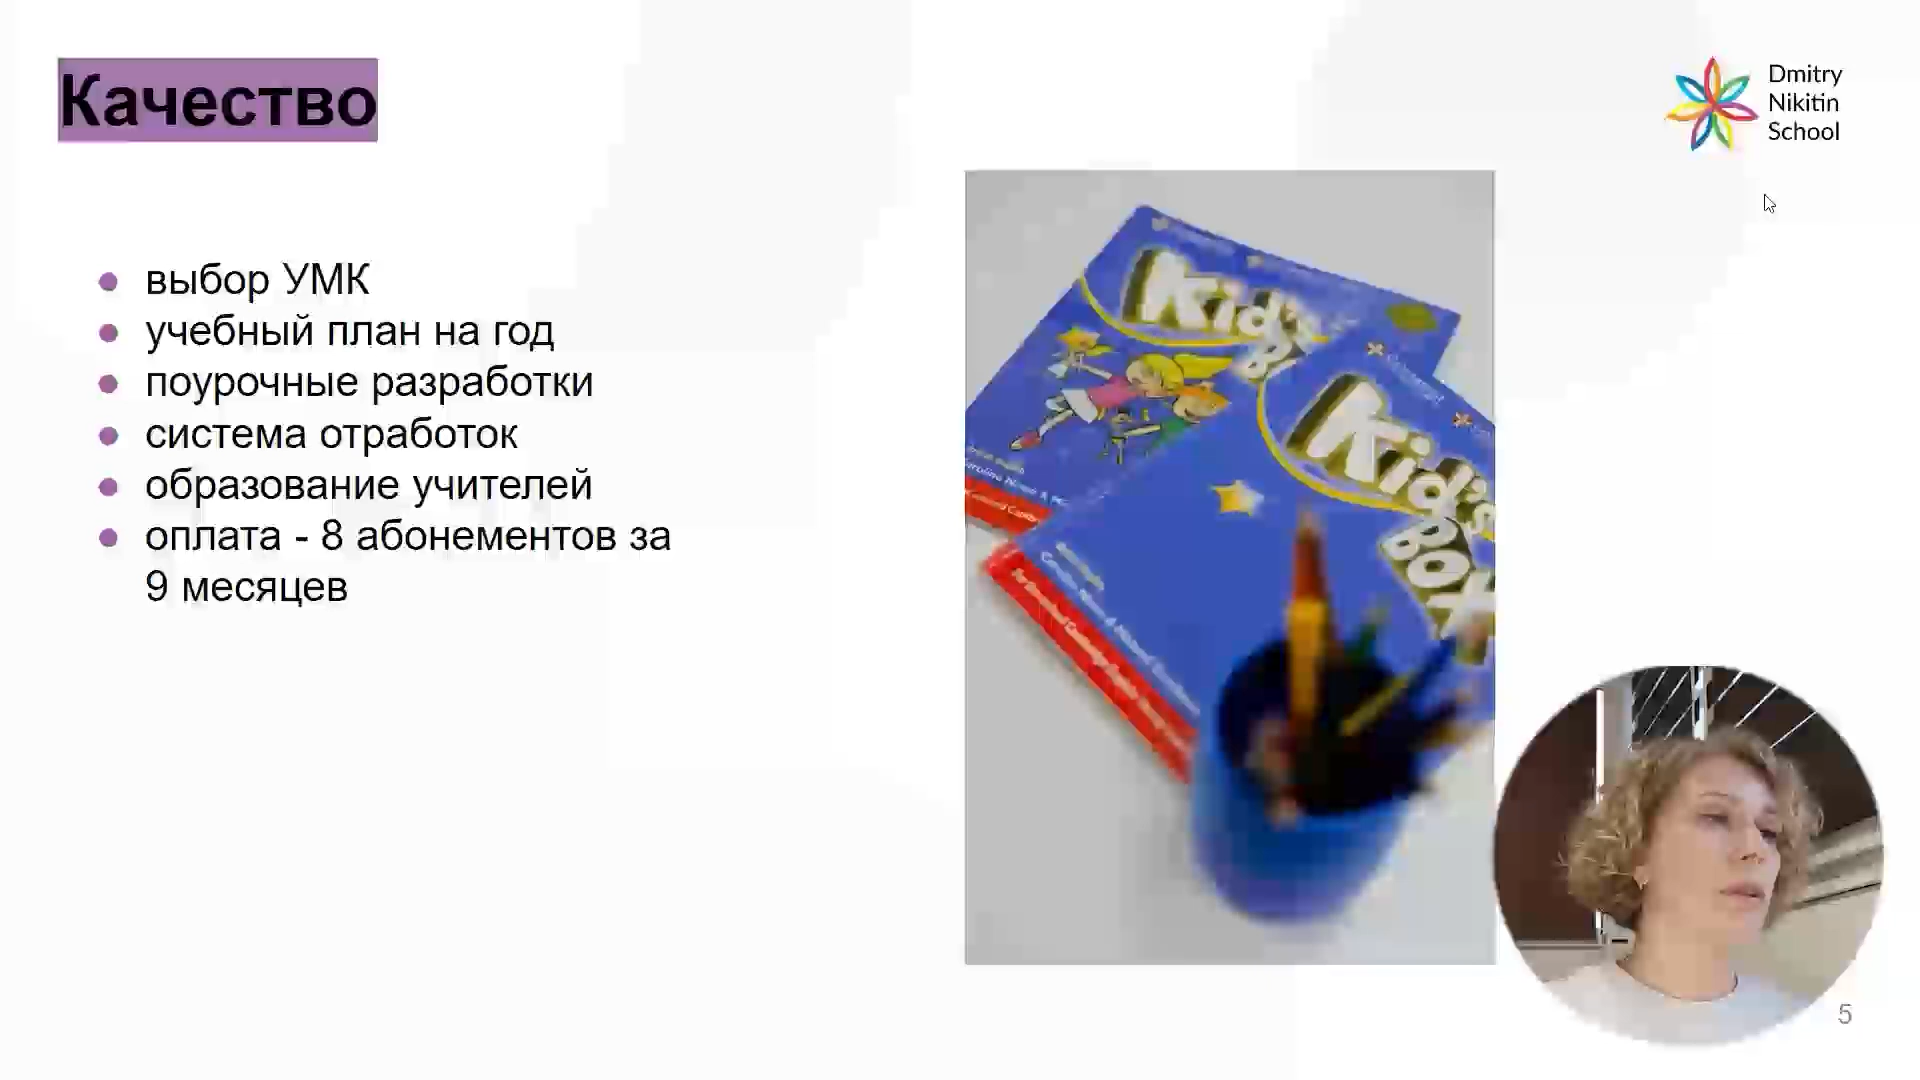 Качество
Dmitry
Nikitin
School
выбор УМК
учебный план на год
поурочные разработки
система отработок
образование учителей
оплата - 8 абонементов за
9 месяцев
Kid's
Kid's
Box
5